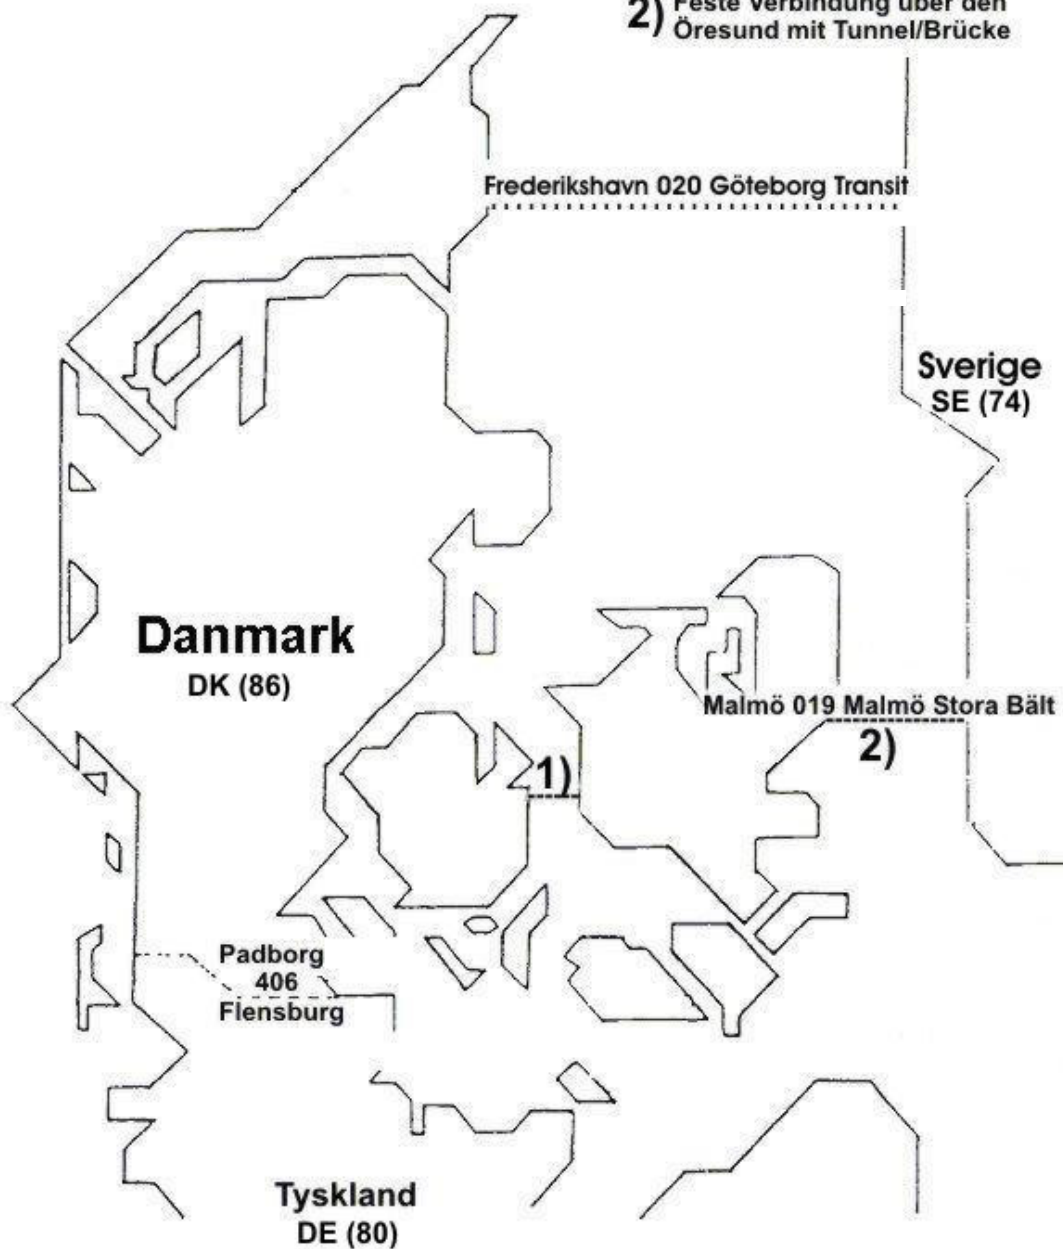 2) Feste Verbindung über den
Öresund mit Tunnel/Brücke
Frederikshavn 020 Göteborg Transit
Sverige
SE (74)
Danmark
DK (86)
Malmö 019 Malmö Stora Bält
2)
1)
Padborg
406
Flensburg
Tyskland
DE (80)